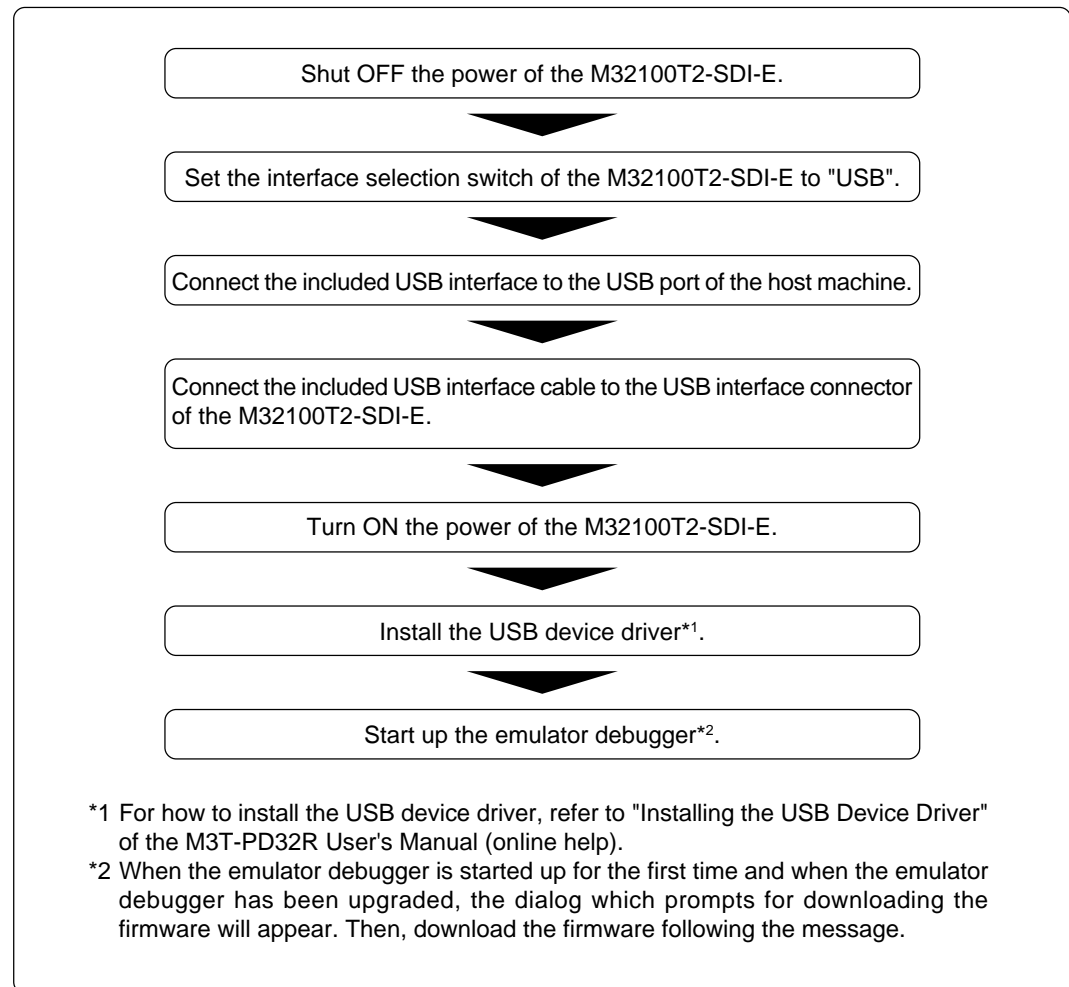 Shut OFF the power of the M32100T2-SDI-E.
Set the interface selection switch of the M32100T2-SDI-E to "USB".
Connect the included USB interface to the USB port of the host machine.
Connect the included USB interface cable to the USB interface connector
of the M32100T2-SDI-E.
Turn ON the power of the M32100T2-SDI-E.
Install the USB device driver*1.
Start up the emulator debugger*2.
*1 For how to install the USB device driver, refer to "Installing the USB Device Driver"
of the M3T-PD32R User's Manual (online help).
*2 When the emulator debugger is started up for the first time and when the emulator
debugger has been upgraded, the dialog which prompts for downloading the
firmware will appear. Then, download the firmware following the message.